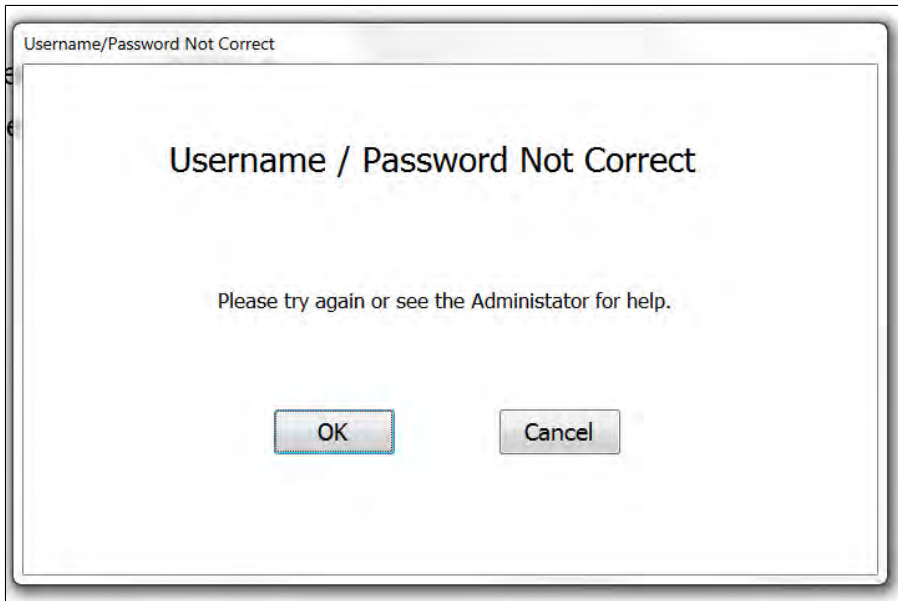 Username/Password Not Correct
Username / Password Not Correct
Please try again or see the Administator for help.
OK Cancel